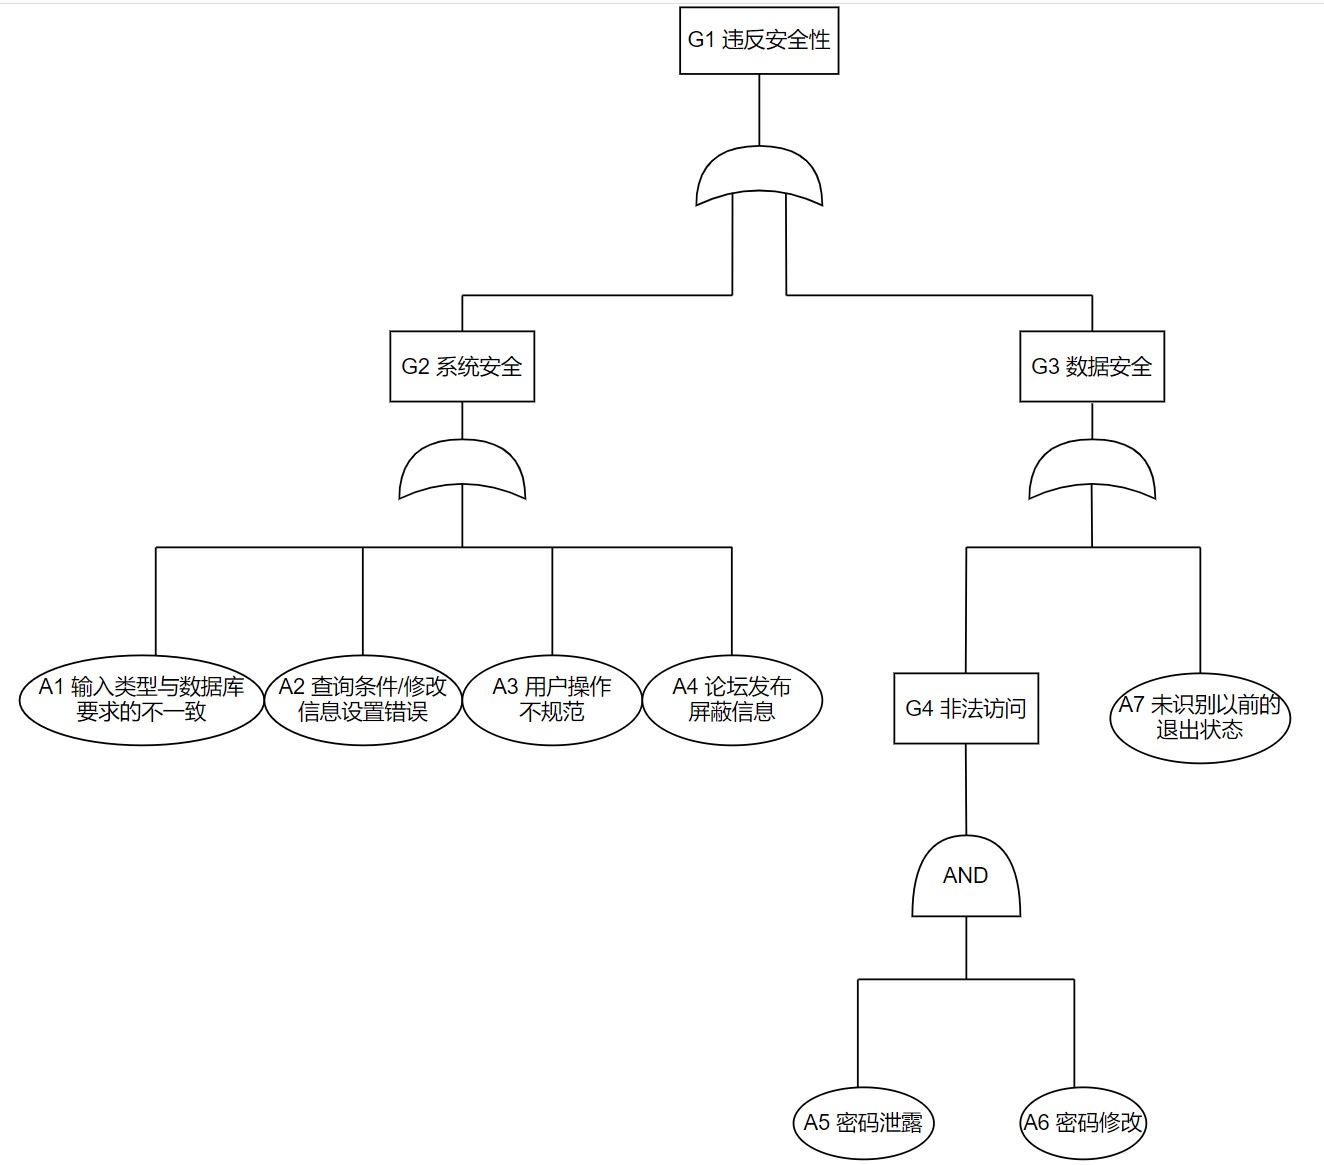 G1 违反安全性
G2 系统安全
G3 数据安全
A1 输入类型与数据库
要求的不一致
A2 查询条件/修改
信息设置错误
A3 用户操作
不规范
A4 论坛发布
屏蔽信息
G4 非法访问
A7 未识别以前的
退出状态
AND
A5 密码泄露
A6 密码修改